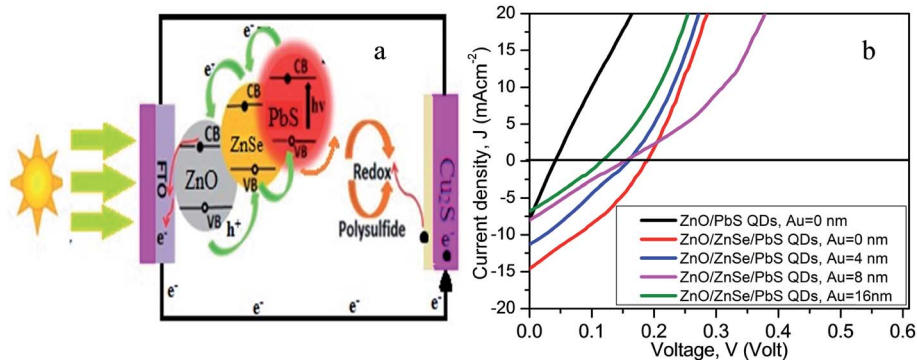 a
e-
e-
CB
hν
CB
PbS
VB
CB
ZnSe
VB
ZnO
VB
h+
FTO
e-
Redox
Polysulfide
Cu2S
e-
e-
e-
e-
e-
b
Current density, J (mAcm-2)
20
15
10
5
0
-5
-10
-15
-20
ZnO/PbS QDs, Au=0 nm
ZnO/ZnSe/PbS QDs, Au=0 nm
ZnO/ZnSe/PbS QDs, Au=4 nm
ZnO/ZnSe/PbS QDs, Au=8 nm
ZnO/ZnSe/PbS QDs, Au=16nm
0.0 0.1 0.2 0.3 0.4 0.5 0.6
Voltage, V (Volt)